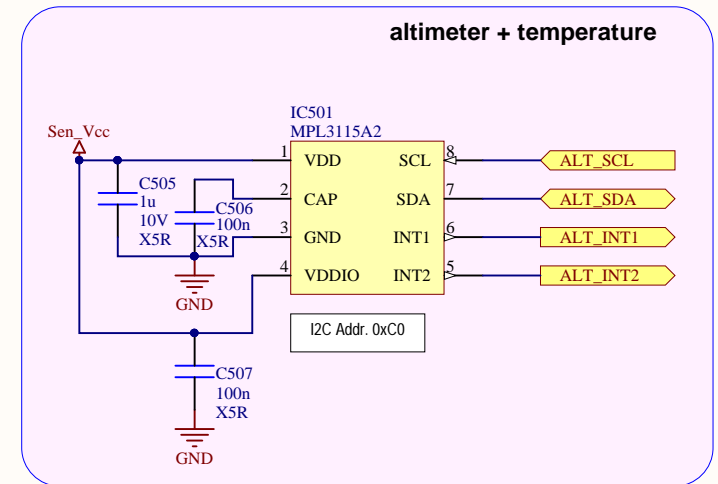 altimeter + temperature
IC501
MPL3115A2
Sen_Vcc
1 VDD SCL 8 ALT_SCL
C505
1u
10V
X5R
2 CAP SDA 7 ALT_SDA
C506
100n
X5R
3 GND INT1 6 ALT_INT1
4 VDDIO INT2 5 ALT_INT2
GND
I2C Addr. 0xC0
C507
100n
X5R
GND